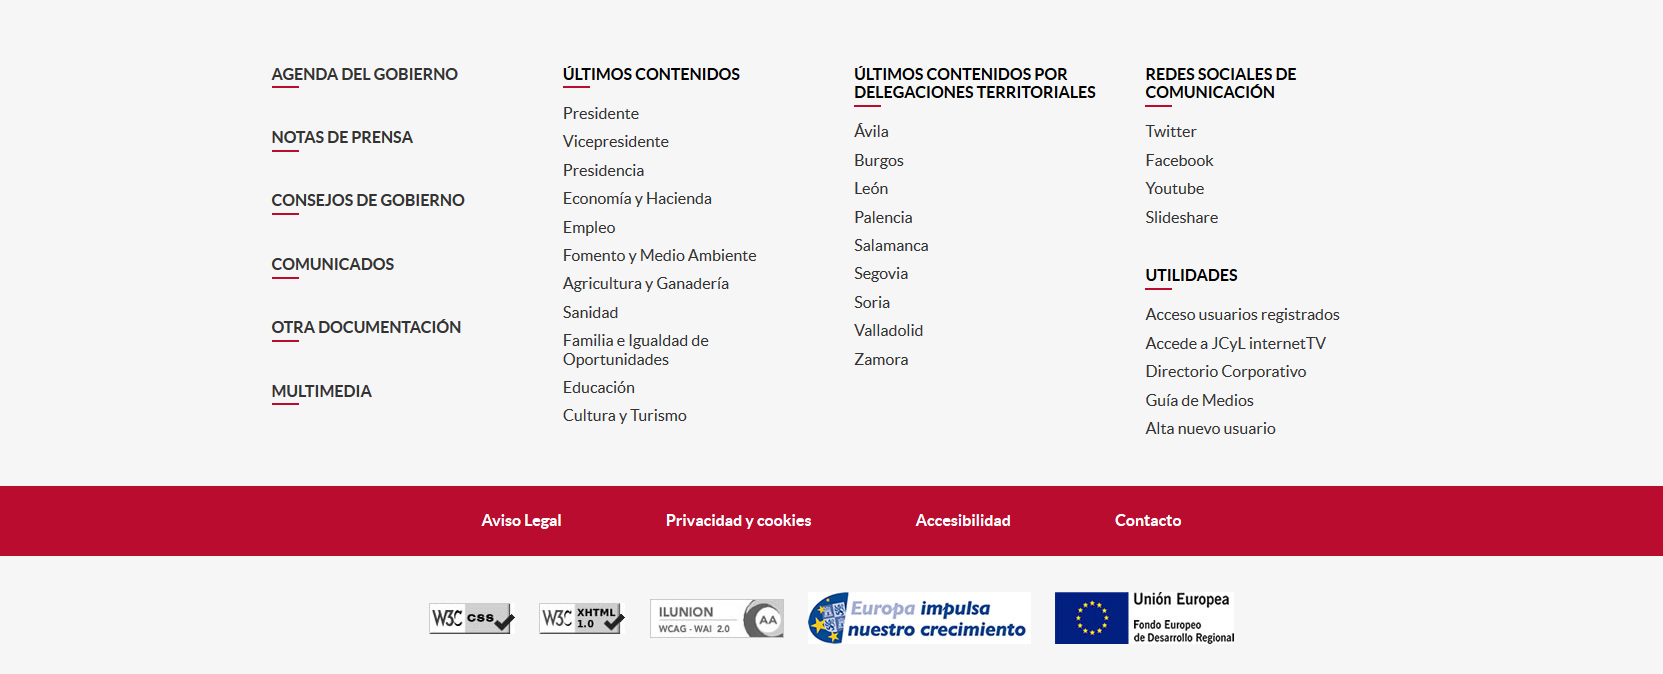 AGENDA DEL GOBIERNO
NOTAS DE PRENSA
CONSEJOS DE GOBIERNO
COMUNICADOS
OTRA DOCUMENTACIÓN
MULTIMEDIA
ÚLTIMOS CONTENIDOS
Presidente
Vicepresidente
Presidencia
Economía y Hacienda
Empleo
Fomento y Medio Ambiente
Agricultura y Ganadería
Sanidad
Familia e Igualdad de
Oportunidades
Educación
Cultura y Turismo
ÚLTIMOS CONTENIDOS POR
DELEGACIONES TERRITORIALES
Ávila
Burgos
León
Palencia
Salamanca
Segovia
Soria
Valladolid
Zamora
REDES SOCIALES DE
COMUNICACIÓN
Twitter
Facebook
Youtube
Slideshare
UTILIDADES
Acceso usuarios registrados
Accede a JCyL internetTV
Directorio Corporativo
Guía de Medios
Alta nuevo usuario
Aviso Legal
Privacidad y cookies
Accesibilidad
Contacto
W3C css
W3C XHTML
1.0
ILUNION
WCAG - WAI 2.0
AA
Europa impulsa
nuestro crecimiento
Unión Europea
Fondo Europeo
de Desarrollo Regional